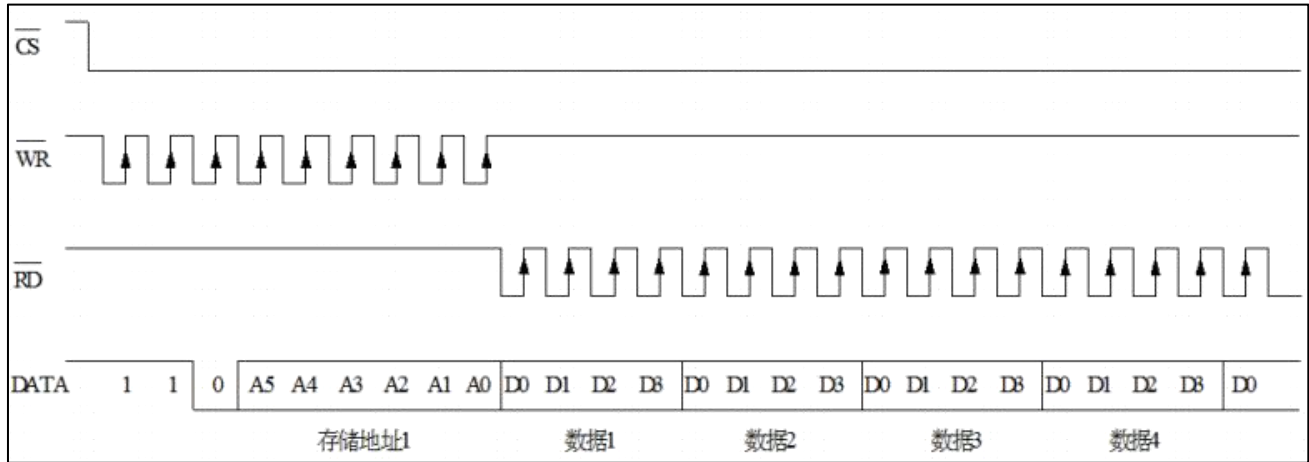 CS
WR
RD
DATA 1 1 0 A5 A4 A3 A2 A1 A0 D0 D1 D2 D3 D0 D1 D2 D3 D0 D1 D2 D3 D0 D1 D2 D3 D0
存储地址1 数据1 数据2 数据3 数据4